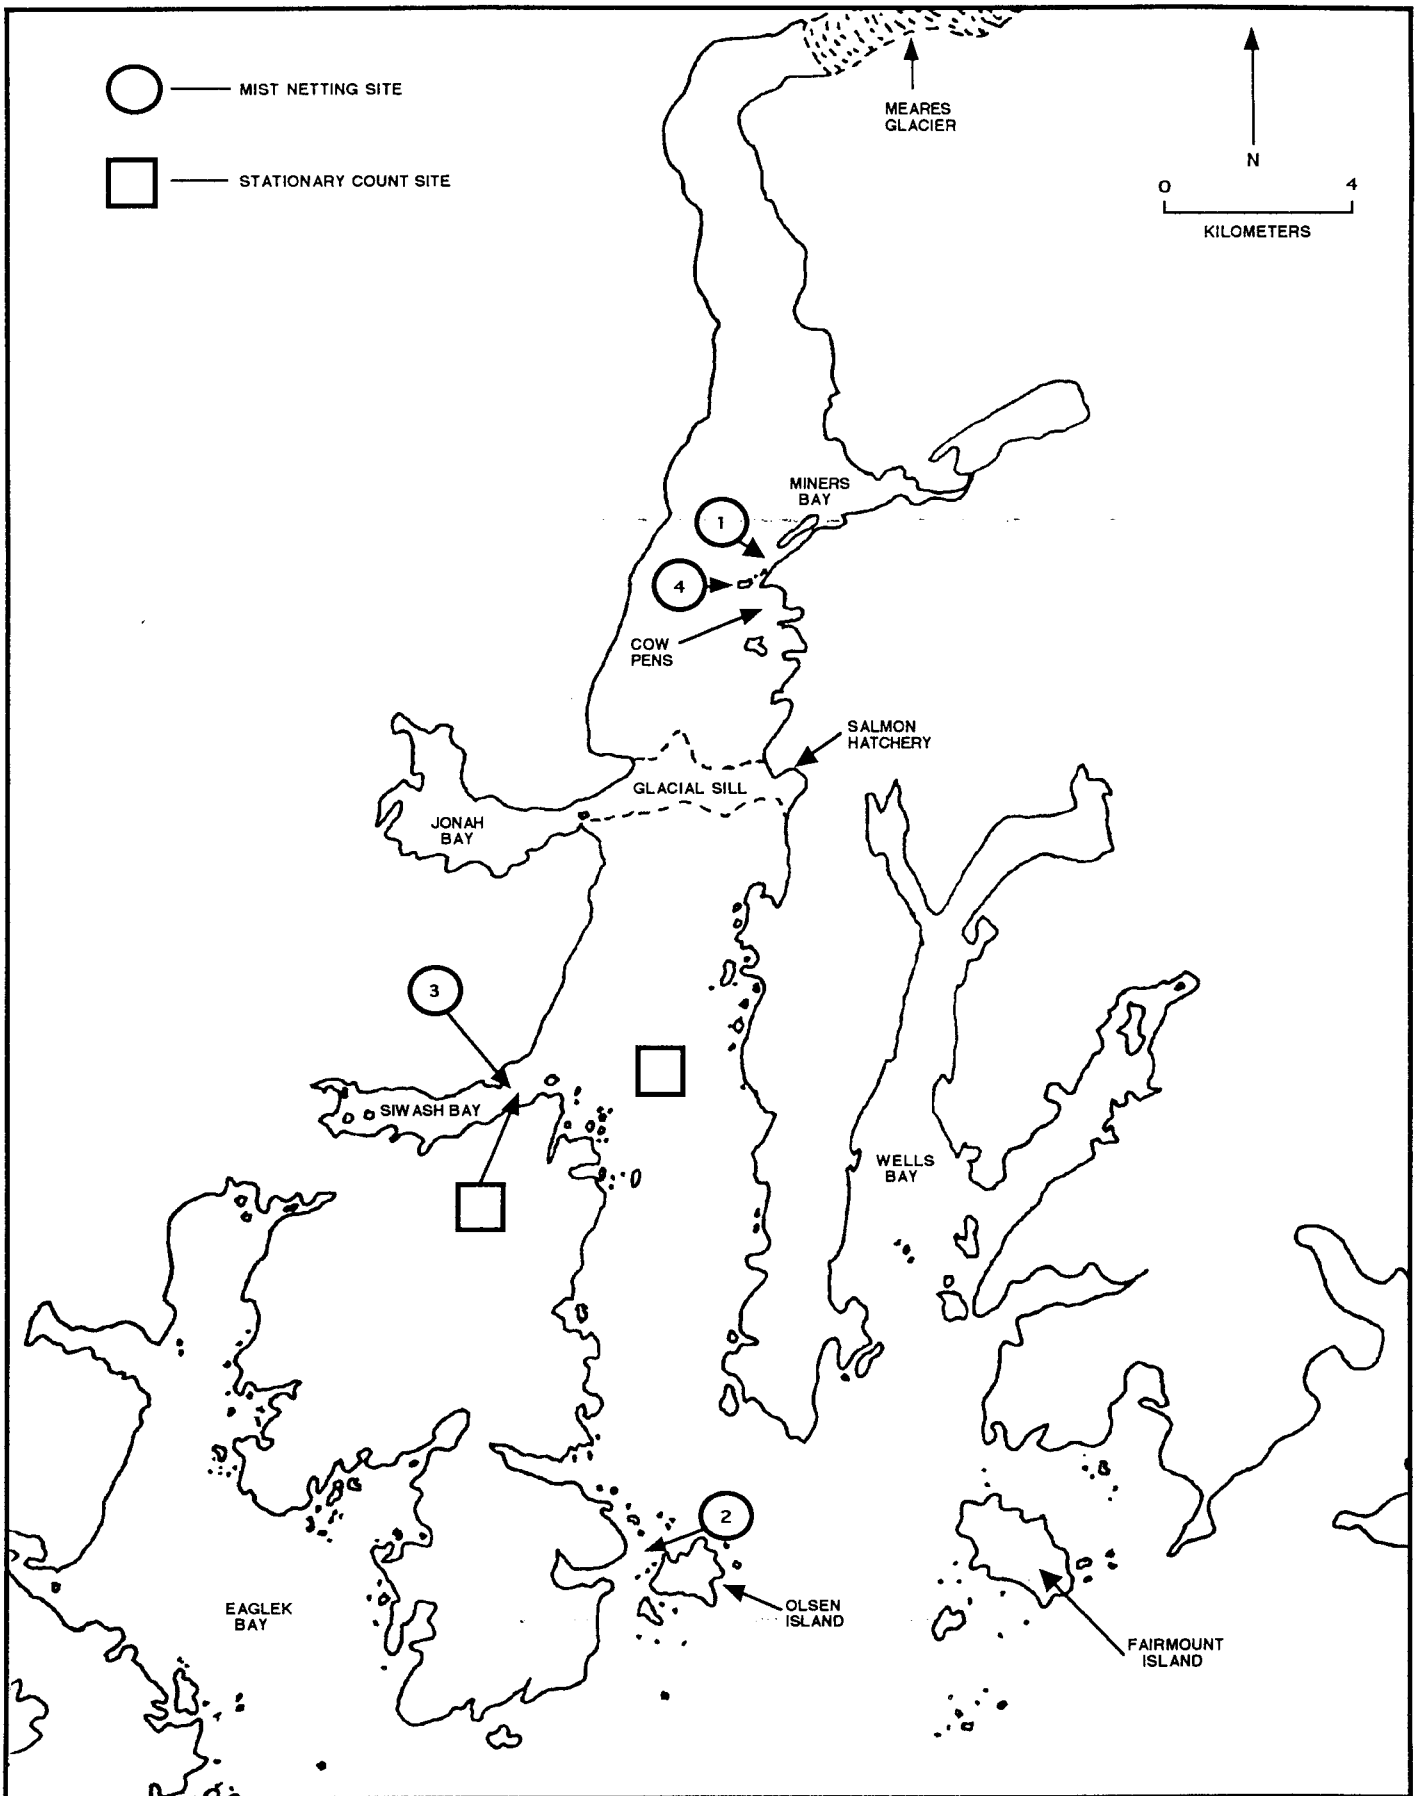 MIST NETTING SITE
STATIONARY COUNT SITE
MEARES
GLACIER
N
0 4
KILOMETERS
MINERS
BAY
1
4
COW
PENS
SALMON
HATCHERY
GLACIAL SILL
JONAH
BAY
3
SIWASH BAY
WELLS
BAY
2
OLSEN
ISLAND
EAGLEK
BAY
FAIRMOUNT
ISLAND